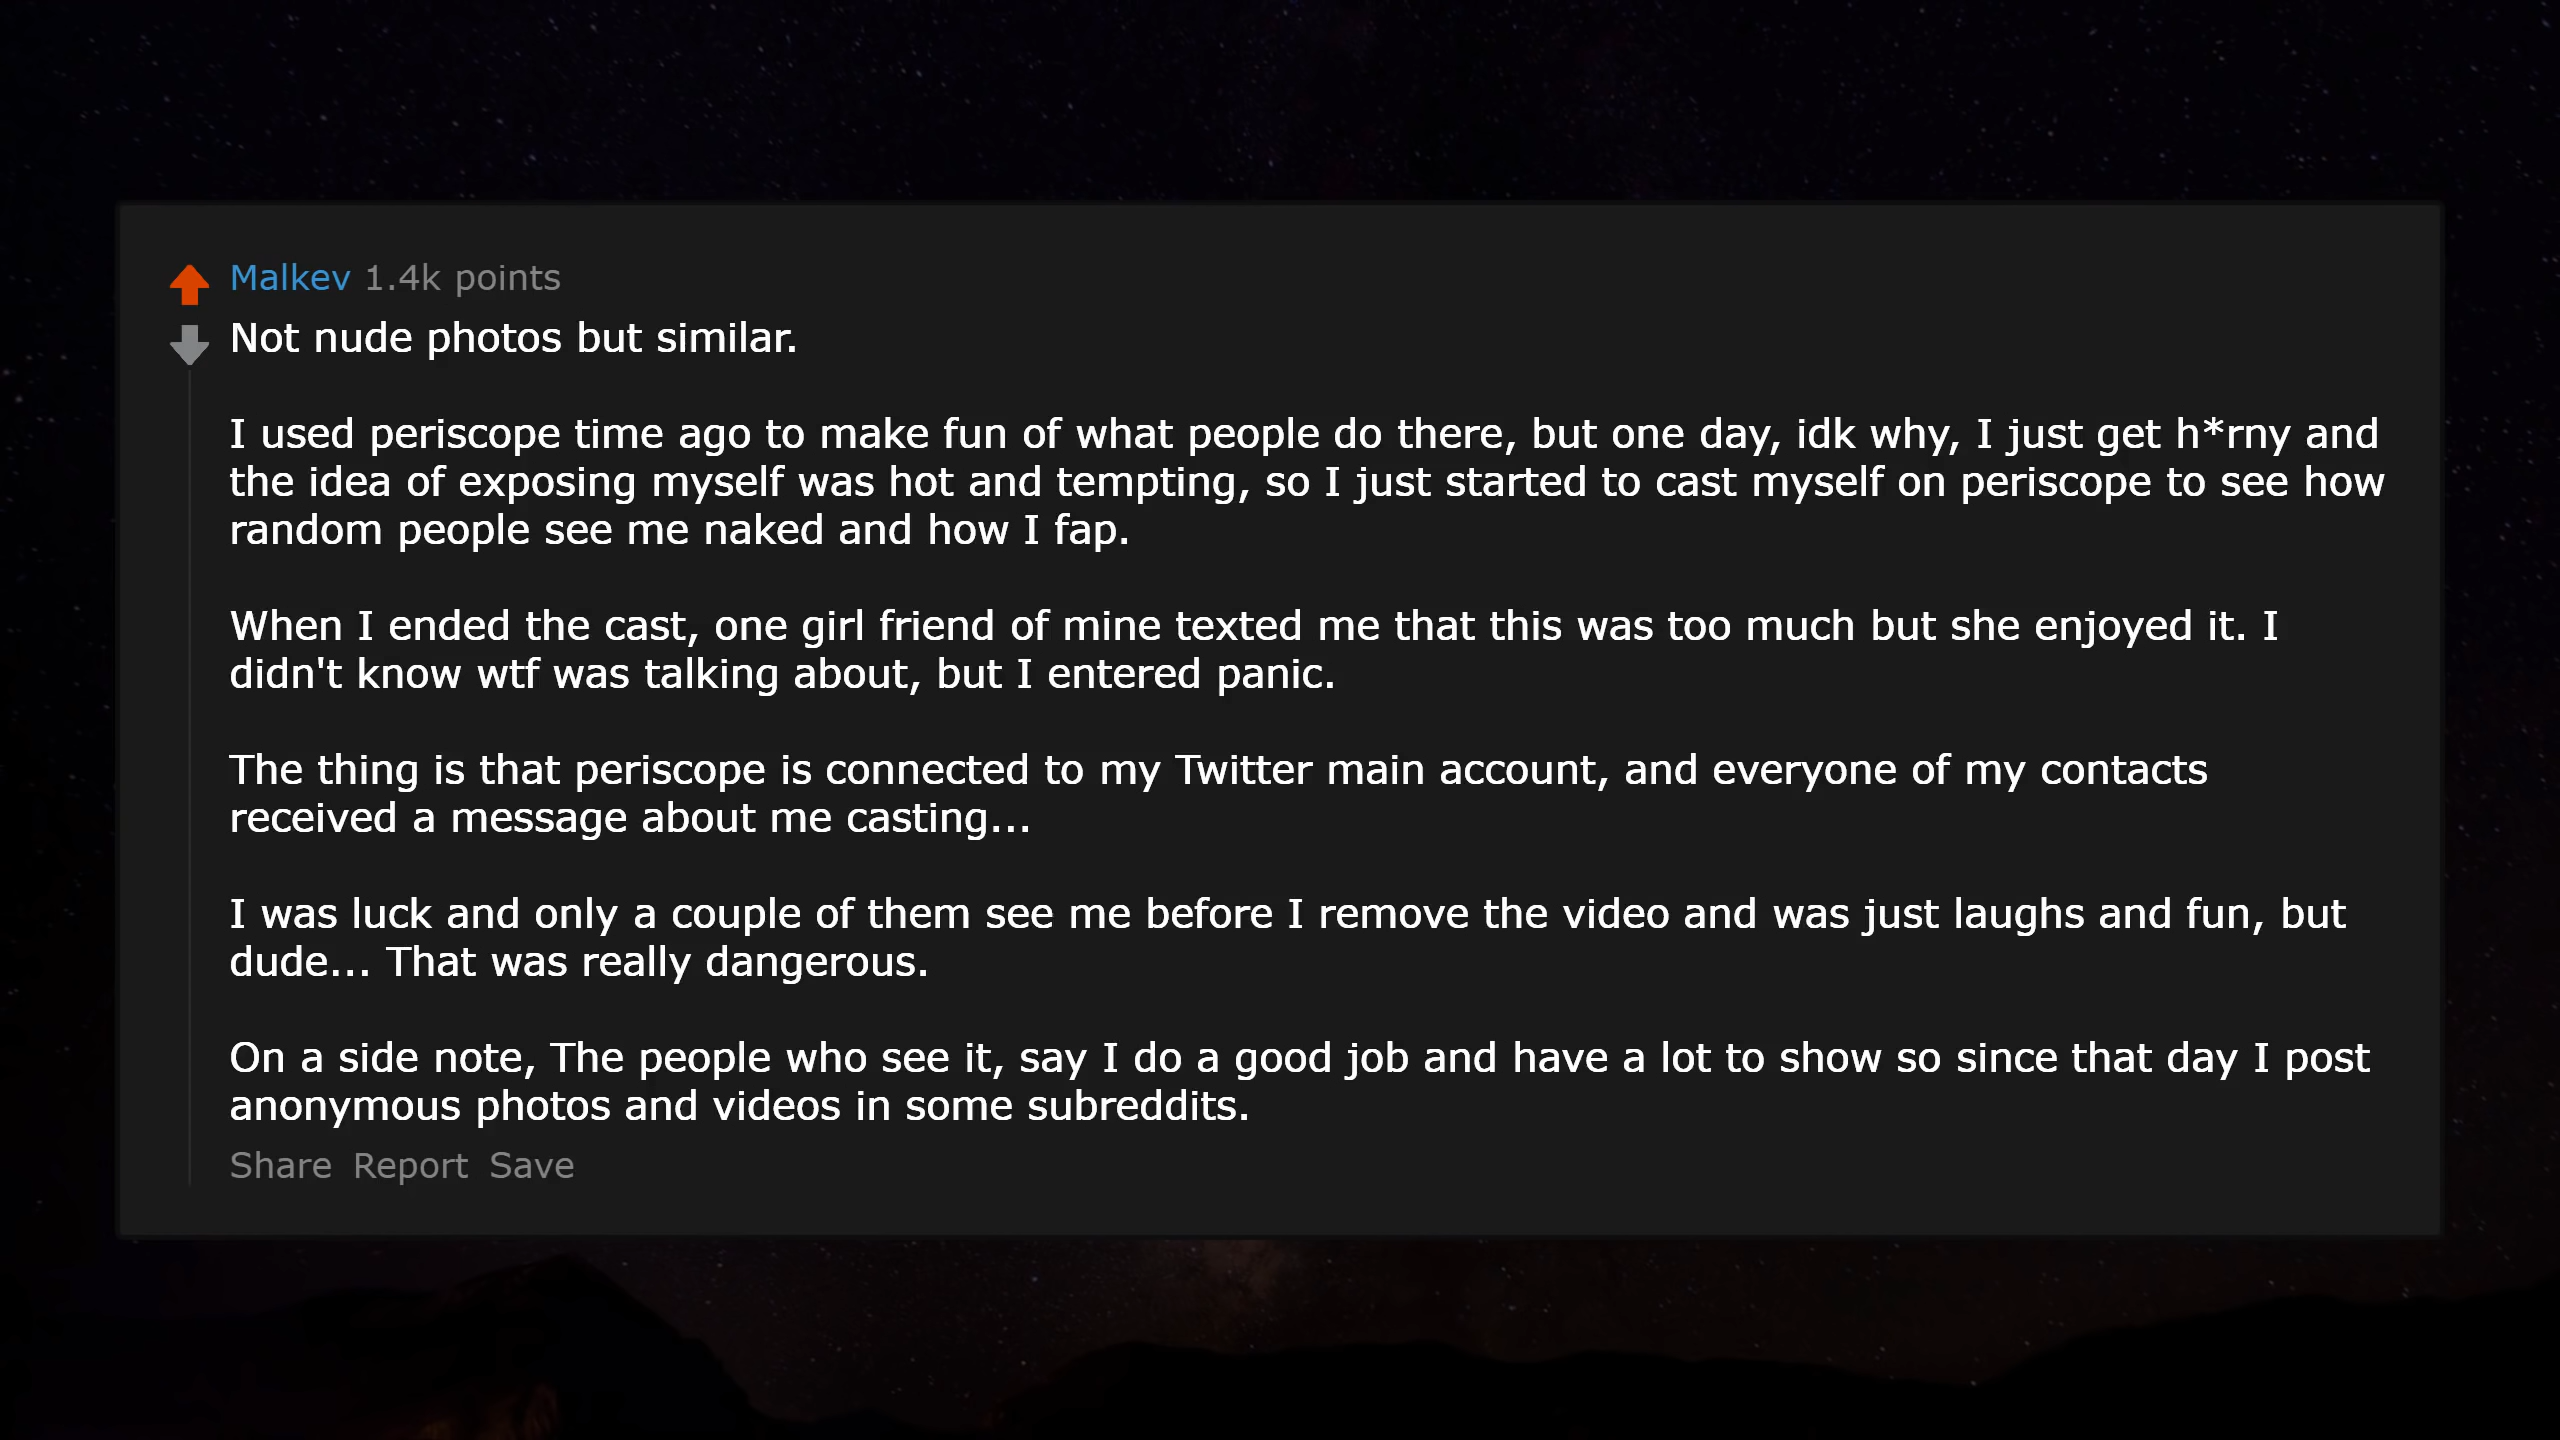 Malkev 1.4k points
Not nude photos but similar.
I used periscope time ago to make fun of what people do there, but one day, idk why, I just get h*rny and
the idea of exposing myself was hot and tempting, so I just started to cast myself on periscope to see how
random people see me naked and how I fap.
When I ended the cast, one girl friend of mine texted me that this was too much but she enjoyed it. I
didn't know wtf was talking about, but I entered panic.
The thing is that periscope is connected to my Twitter main account, and everyone of my contacts
received a message about me casting...
I was luck and only a couple of them see me before I remove the video and was just laughs and fun, but
dude... That was really dangerous.
On a side note, The people who see it, say I do a good job and have a lot to show so since that day I post
anonymous photos and videos in some subreddits.
Share Report Save